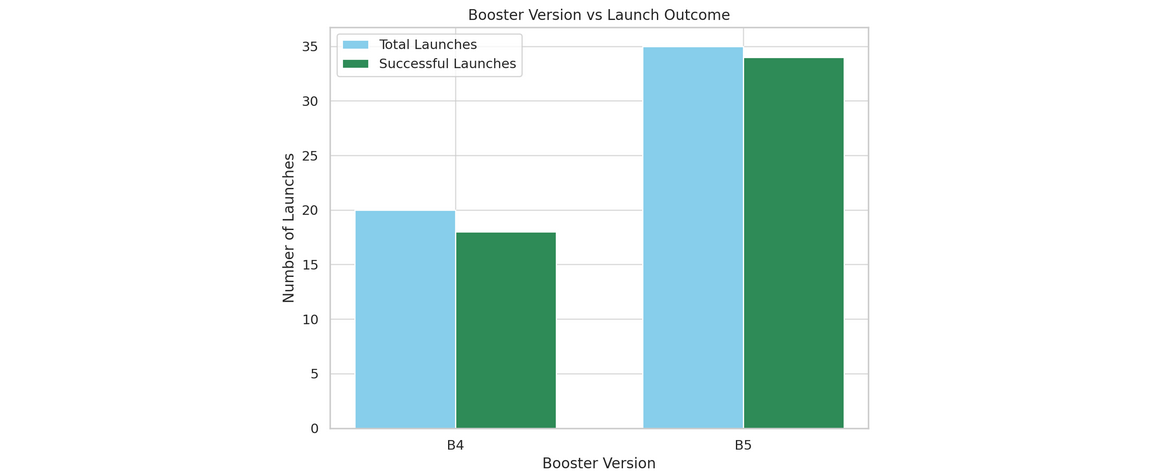 Booster Version vs Launch Outcome
Total Launches
Successful Launches
Number of Launches
35
30
25
20
15
10
5
0
B4
B5
Booster Version